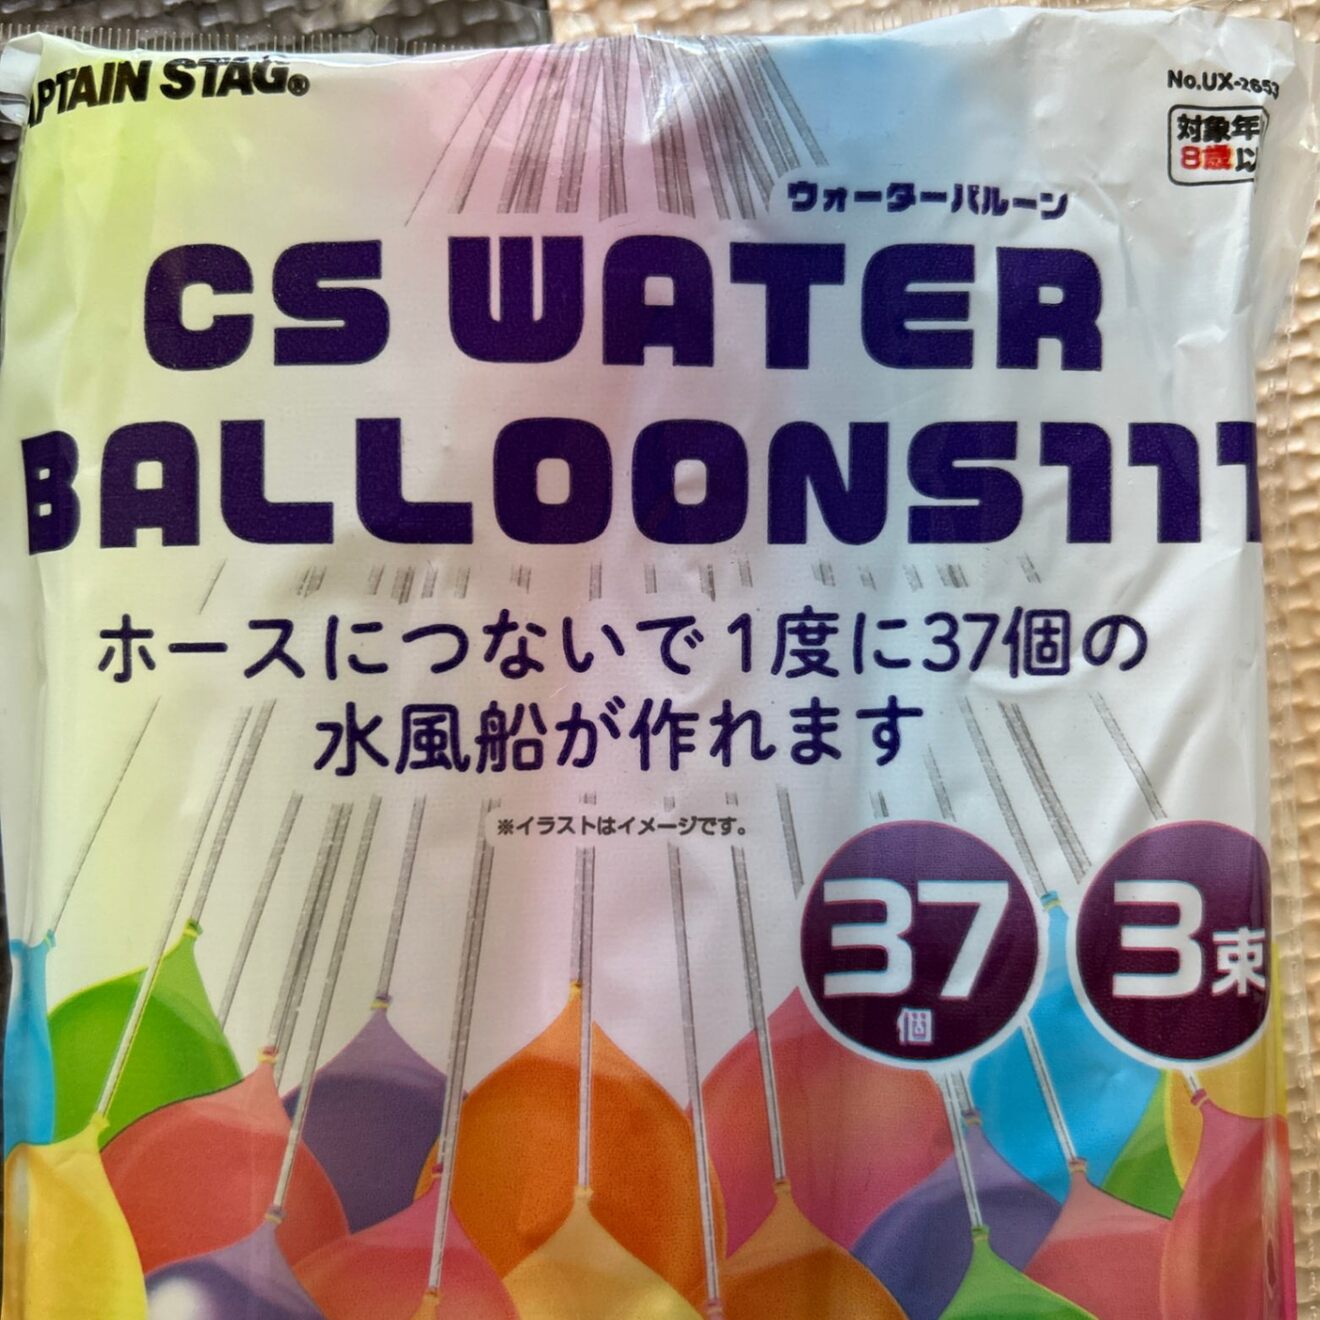 APTAIN STAG®
No.UX-2653
対象年
8歳以
ウォーターバルーン
CS WATER
BALLOONS111
ホースにつないで1度に37個の
水風船が作れます
※イラストはイメージです。
37
個
3束